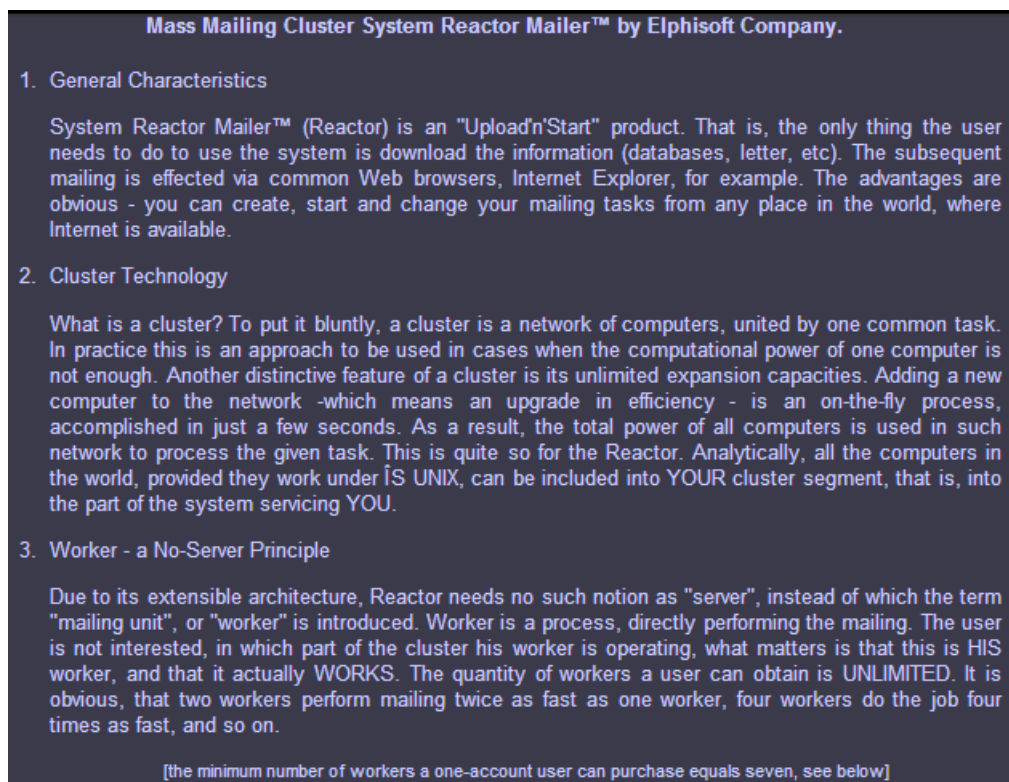 Mass Mailing Cluster System Reactor Mailer™ by Elphisoft Company.
1. General Characteristics
System Reactor Mailer™ (Reactor) is an "Upload'n'Start" product. That is, the only thing the user
needs to do to use the system is download the information (databases, letter, etc). The subsequent
mailing is effected via common Web browsers, Internet Explorer, for example. The advantages are
obvious - you can create, start and change your mailing tasks from any place in the world, where
Internet is available.
2. Cluster Technology
What is a cluster? To put it bluntly, a cluster is a network of computers, united by one common task.
In practice this is an approach to be used in cases when the computational power of one computer is
not enough. Another distinctive feature of a cluster is its unlimited expansion capacities. Adding a new
computer to the network -which means an upgrade in efficiency - is an on-the-fly process,
accomplished in just a few seconds. As a result, the total power of all computers is used in such
network to process the given task. This is quite so for the Reactor. Analytically, all the computers in
the world, provided they work under ÎS UNIX, can be included into YOUR cluster segment, that is, into
the part of the system servicing YOU.
3. Worker - a No-Server Principle
Due to its extensible architecture, Reactor needs no such notion as "server", instead of which the term
"mailing unit", or "worker" is introduced. Worker is a process, directly performing the mailing. The user
is not interested, in which part of the cluster his worker is operating, what matters is that this is HIS
worker, and that it actually WORKS. The quantity of workers a user can obtain is UNLIMITED. It is
obvious, that two workers perform mailing twice as fast as one worker, four workers do the job four
times as fast, and so on.
[the minimum number of workers a one-account user can purchase equals seven, see below]